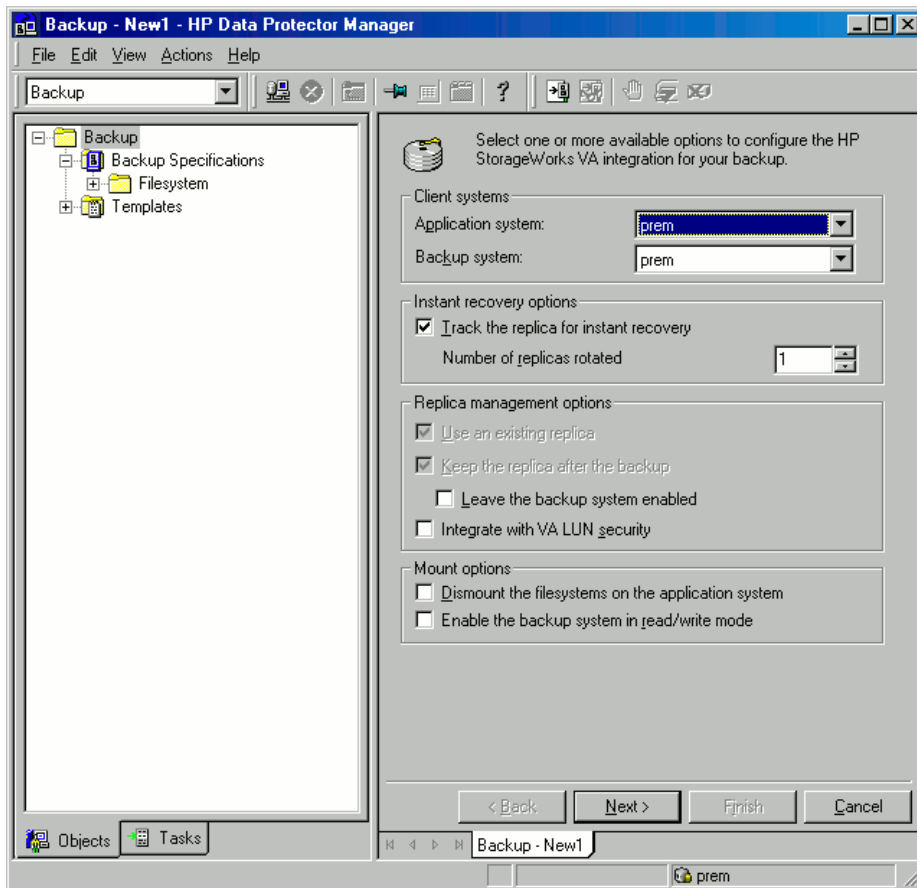 Backup - New1 - HP Data Protector Manager
File Edit View Actions Help
Backup
Backup
Backup Specifications
Filesystem
Templates
Select one or more available options to configure the HP
StorageWorks VA integration for your backup.
Client systems
Application system: prem
Backup system: prem
Instant recovery options
Track the replica for instant recovery
Number of replicas rotated 1
Replica management options
Use an existing replica
Keep the replica after the backup
Leave the backup system enabled
Integrate with VA LUN security
Mount options
Dismount the filesystems on the application system
Enable the backup system in read/write mode
< Back Next > Finish Cancel
Objects Tasks
Backup - New1
prem